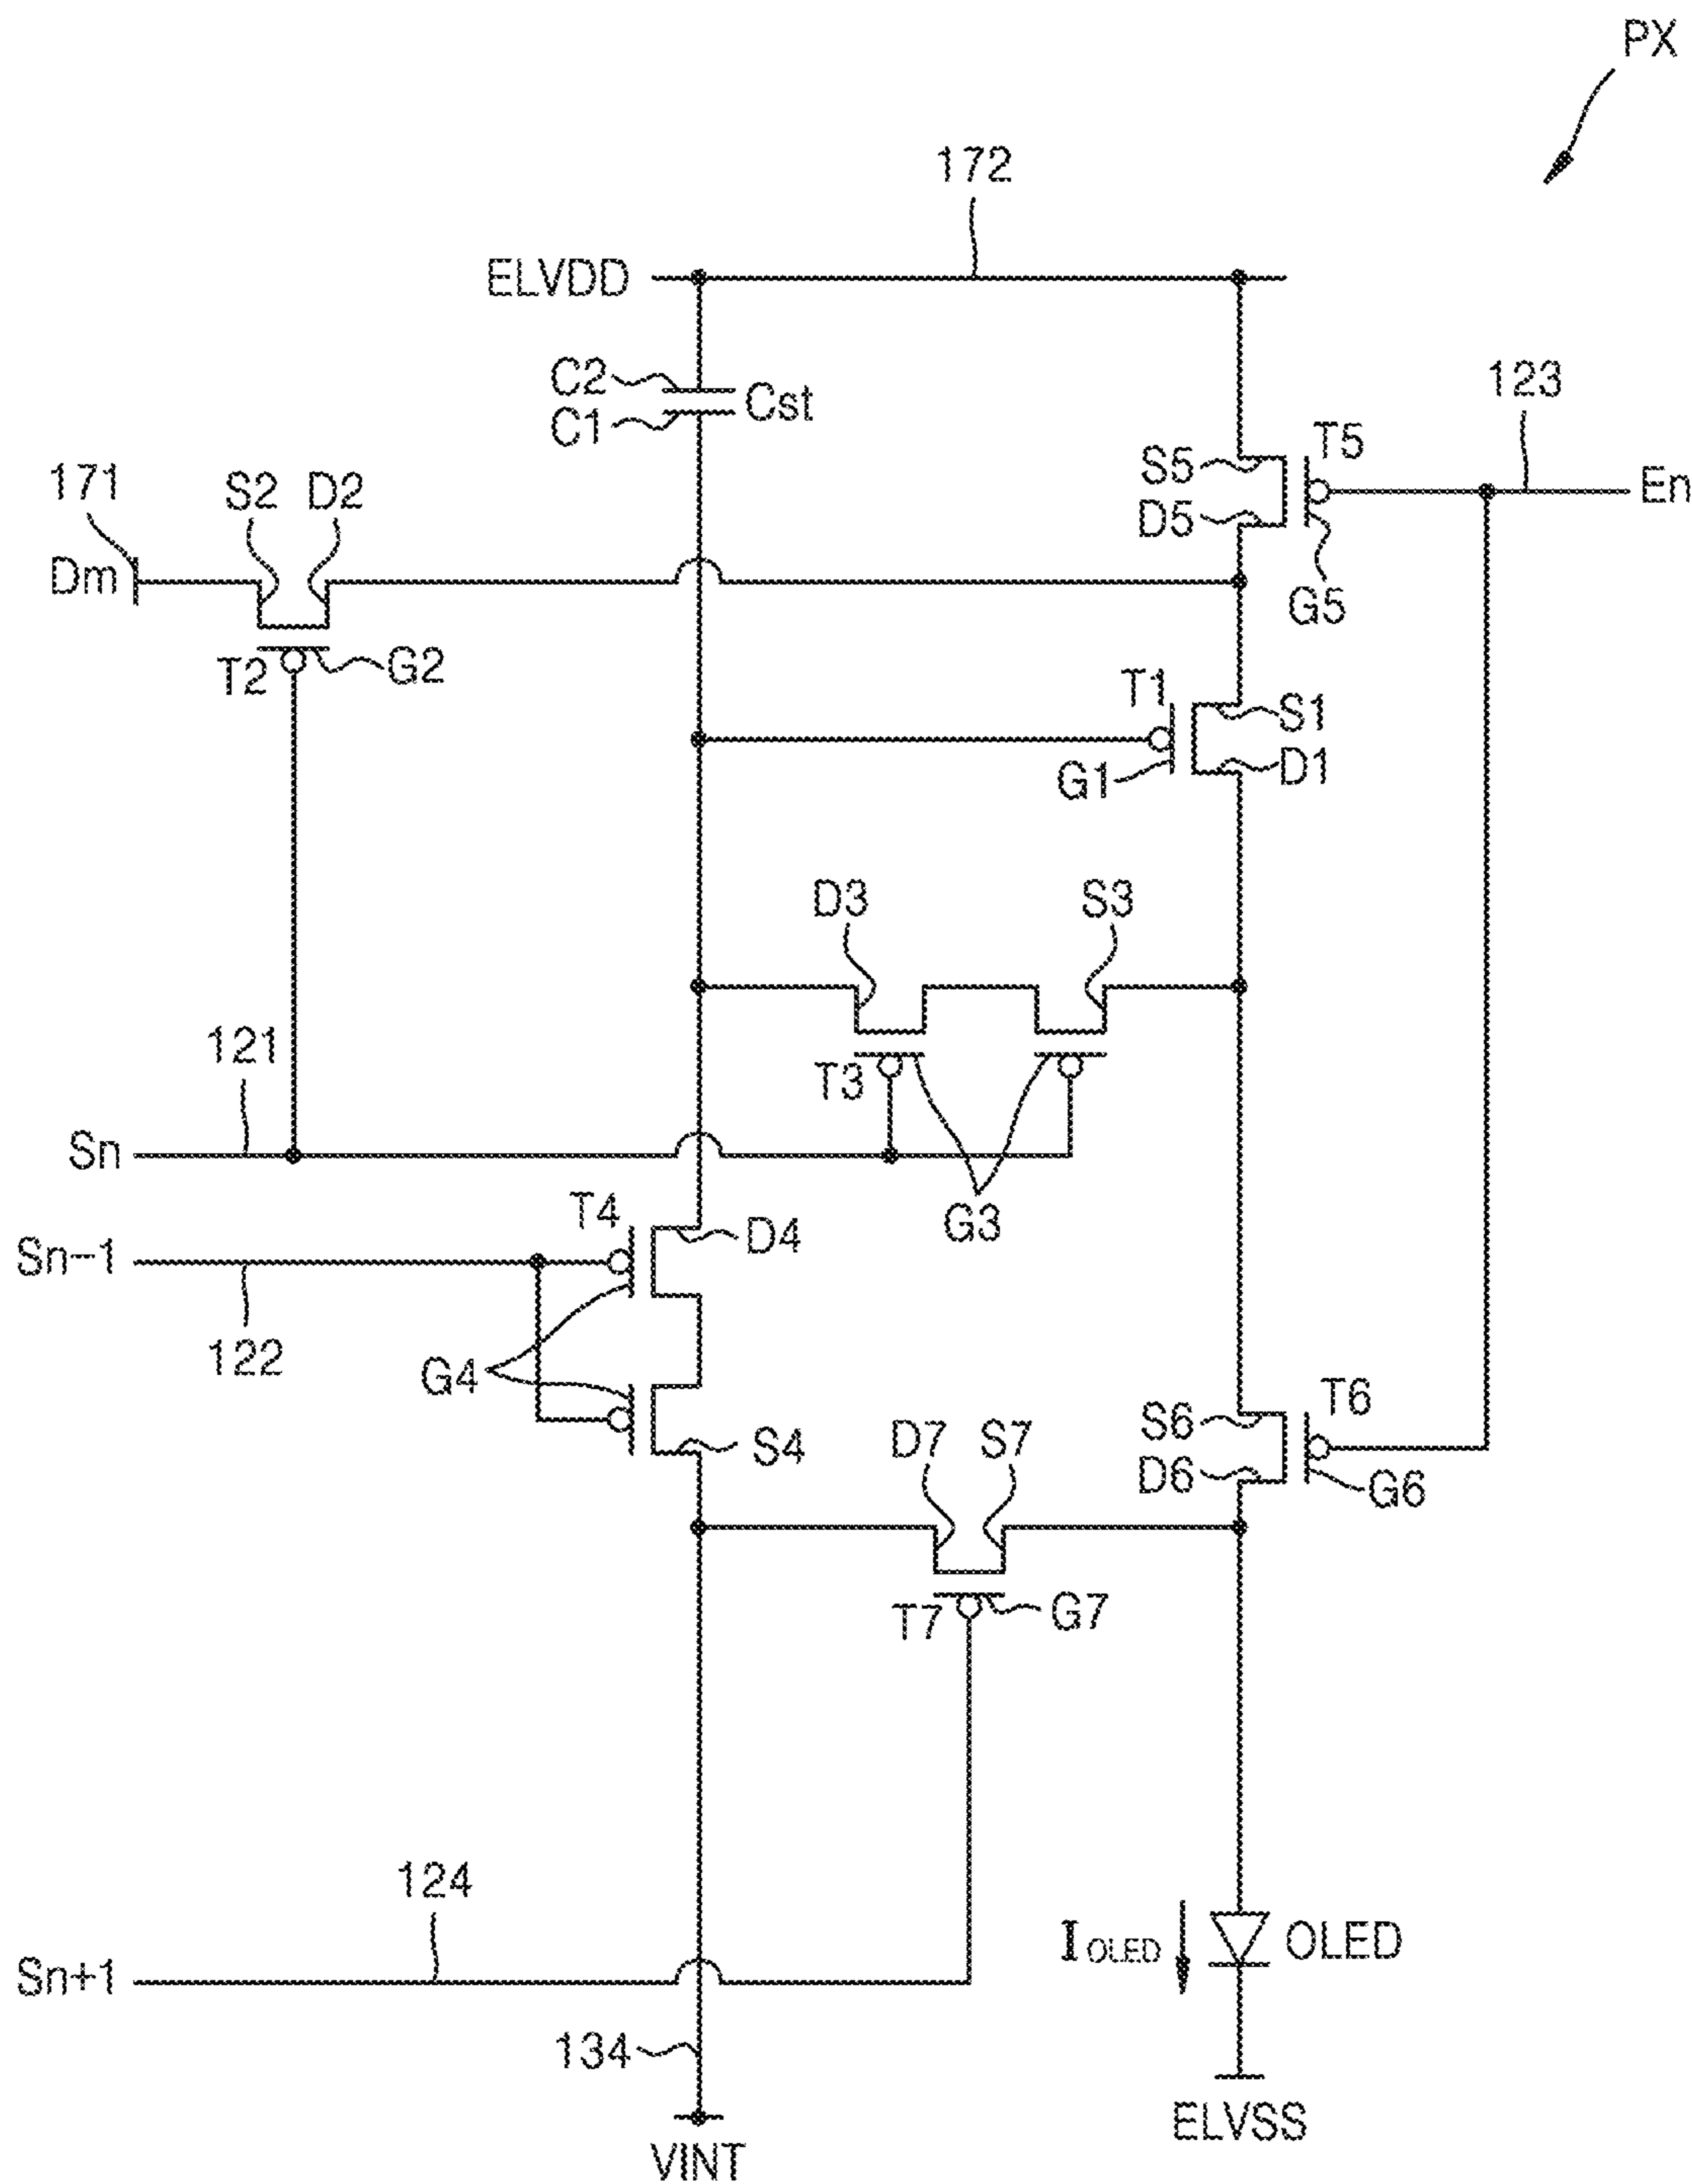 PX
172
ELVDD
C2
C1
Cst
123
T5
S5
D5
En
G5
171
S2
D2
Dm
T2
G2
T1
S1
D1
G1
D3
S3
121
T3
Sn
G3
T4
D4
Sn-1
122
G4
S4
D7
S7
T6
S6
D6
G6
T7
G7
124
IOLED
OLED
Sn+1
134
ELVSS
VINT